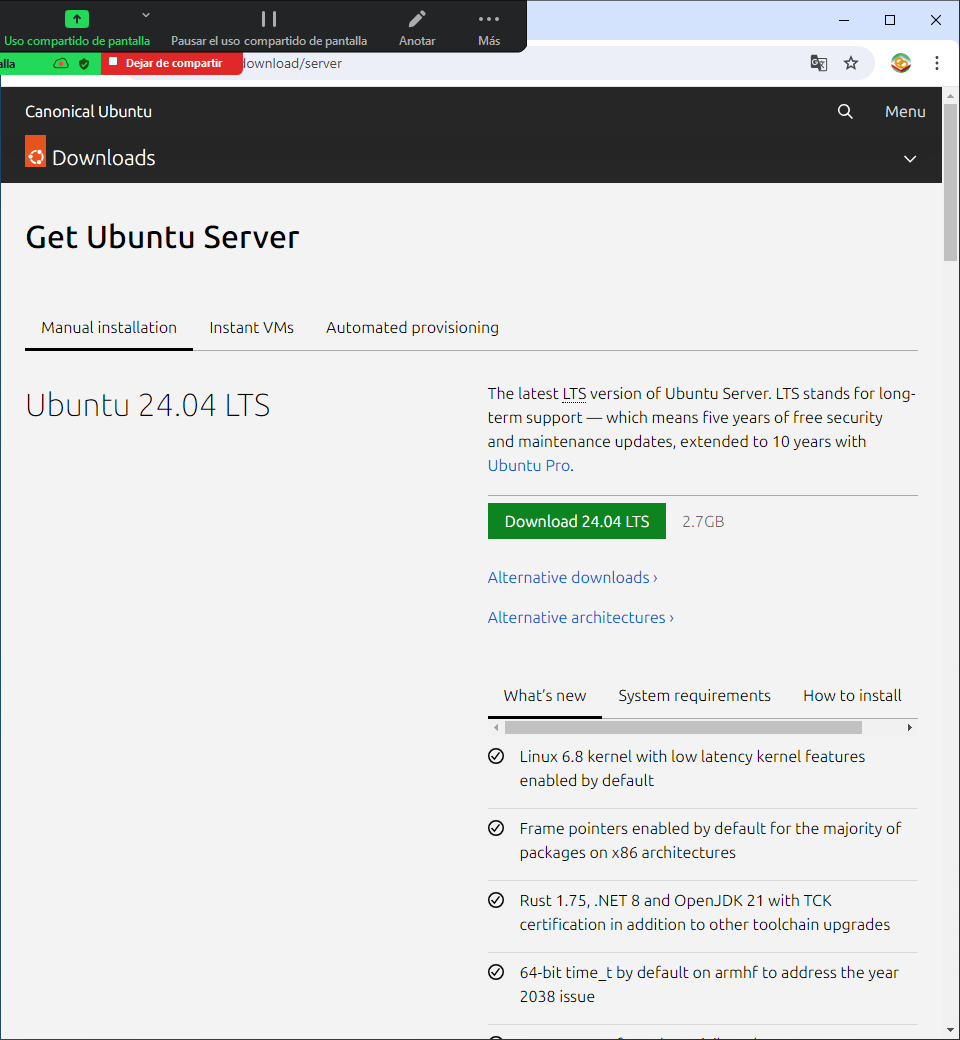 Uso compartido de pantalla
Pausar el uso compartido de pantalla
Anotar
Más
alla
Dejar de compartir
download/server
Canonical Ubuntu
Menu
Downloads
Get Ubuntu Server
Manual installation
Instant VMs
Automated provisioning
Ubuntu 24.04 LTS
The latest LTS version of Ubuntu Server. LTS stands for long-
term support — which means five years of free security
and maintenance updates, extended to 10 years with
Ubuntu Pro.
Download 24.04 LTS
2.7GB
Alternative downloads ›
Alternative architectures ›
What's new
System requirements
How to install
Linux 6.8 kernel with low latency kernel features
enabled by default
Frame pointers enabled by default for the majority of
packages on x86 architectures
Rust 1.75, .NET 8 and OpenJDK 21 with TCK
certification in addition to other toolchain upgrades
64-bit time_t by default on armhf to address the year
2038 issue